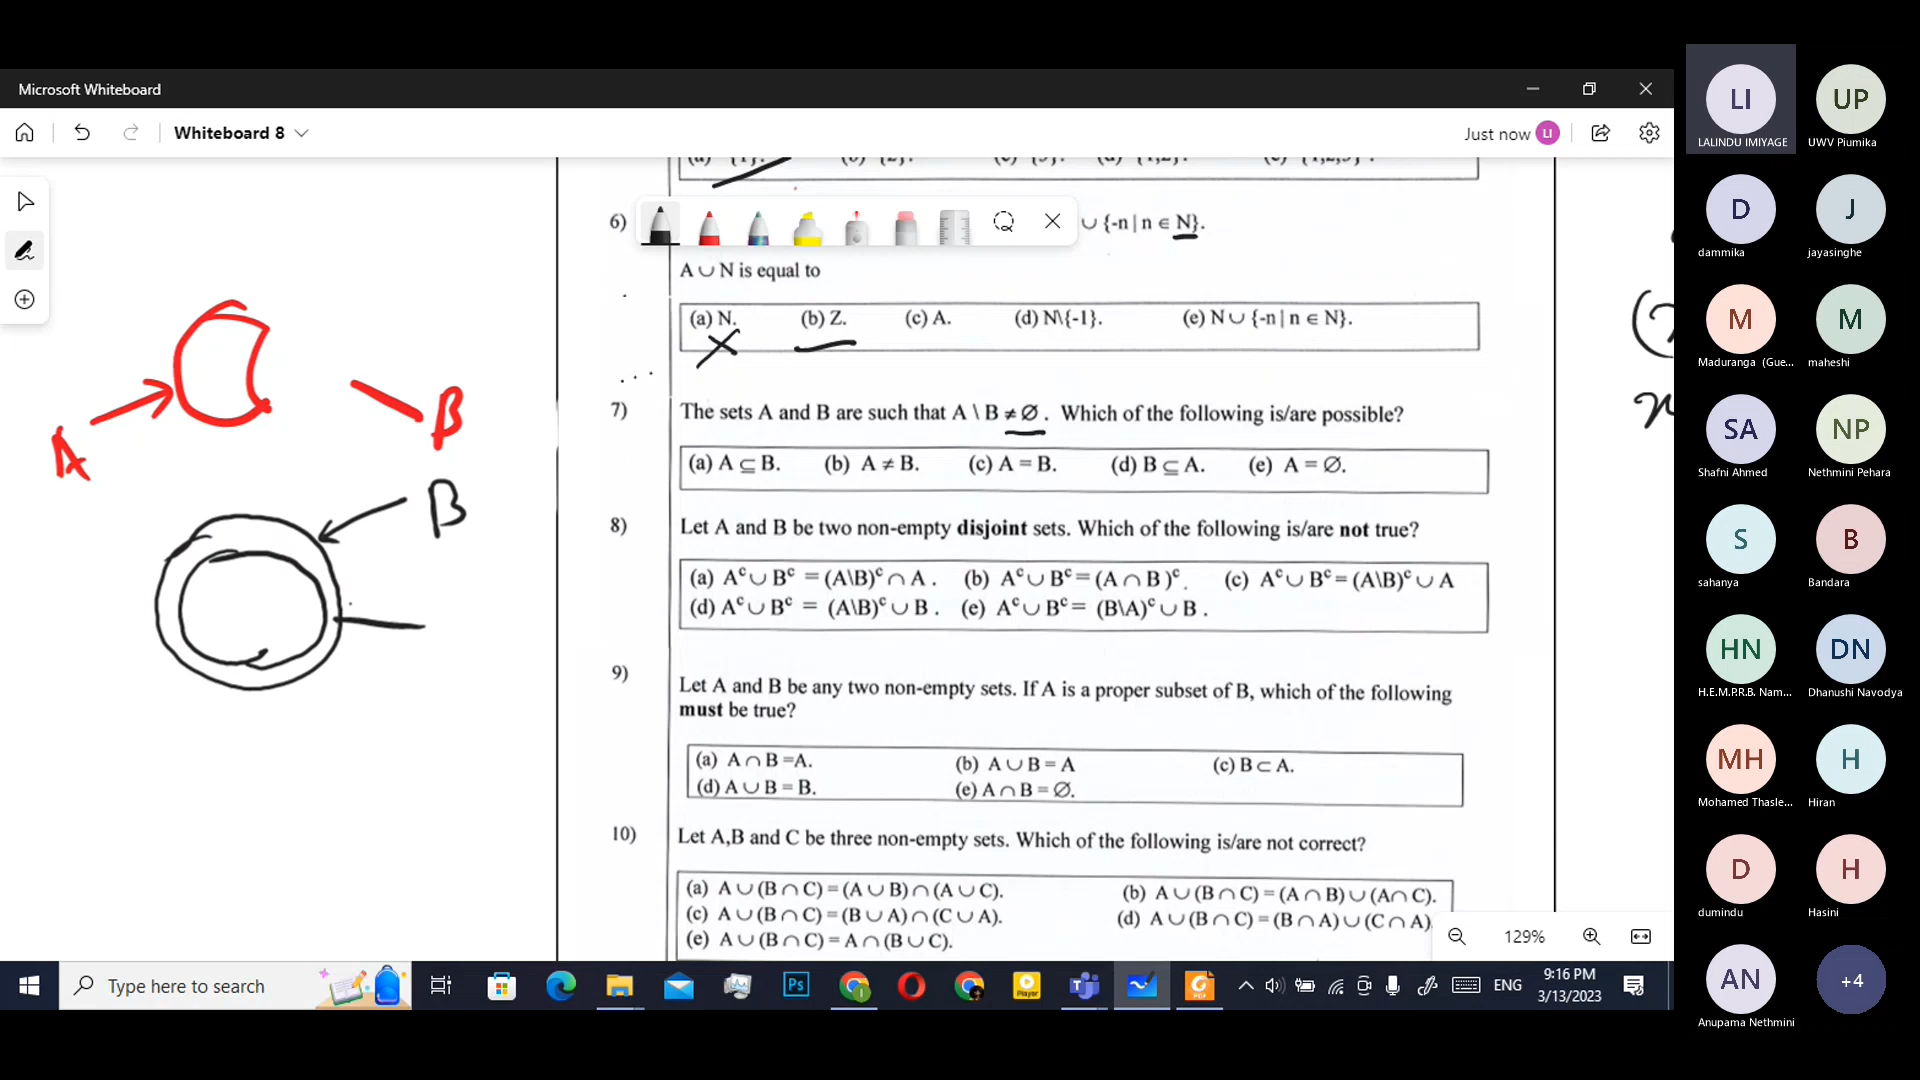 Microsoft Whiteboard
Whiteboard 8
Just now LI
6) ∪ {-n | n ∈ N}.
A ∪ N is equal to
(a) N. (b) Z. (c) A. (d) N\{-1}. (e) N ∪ {-n | n ∈ N}.
7) The sets A and B are such that A \ B ≠ ∅. Which of the following is/are possible?
(a) A ⊆ B. (b) A ≠ B. (c) A = B. (d) B ⊆ A. (e) A = ∅.
8) Let A and B be two non-empty disjoint sets. Which of the following is/are not true?
(a) Aᶜ ∪ Bᶜ = (A\B)ᶜ ∩ A. (b) Aᶜ ∪ Bᶜ = (A ∩ B)ᶜ. (c) Aᶜ ∪ Bᶜ = (A\B)ᶜ ∪ A
(d) Aᶜ ∪ Bᶜ = (A\B)ᶜ ∪ B. (e) Aᶜ ∪ Bᶜ = (B\A)ᶜ ∪ B.
9) Let A and B be any two non-empty sets. If A is a proper subset of B, which of the following
must be true?
(a) A ∩ B =A. (b) A ∪ B = A (c) B ⊂ A.
(d) A ∪ B = B. (e) A ∩ B = ∅.
10) Let A,B and C be three non-empty sets. Which of the following is/are not correct?
(a) A ∪ (B ∩ C) = (A ∪ B) ∩ (A ∪ C). (b) A ∪ (B ∩ C) = (A ∩ B) ∪ (A ∩ C).
(c) A ∪ (B ∩ C) = (B ∪ A) ∩ (C ∪ A). (d) A ∪ (B ∩ C) = (B ∩ A) ∪ (C ∩ A)
(e) A ∪ (B ∩ C) = A ∩ (B ∪ C).
A
B
B
129%
LI
LALINDU IMIYAGE
UP
UWV Piumika
D
dammika
J
jayasinghe
M
Maduranga (Gue...
M
maheshi
SA
Shafni Ahmed
NP
Nethmini Pehara
S
sahanya
B
Bandara
HN
H.E.M.P.R.B. Nam...
DN
Dhanushi Navodya
MH
Mohamed Thasle...
H
Hiran
D
dumindu
H
Hasini
AN
Anupama Nethmini
+4
Type here to search
Ps
Player
ENG
9:16 PM
3/13/2023